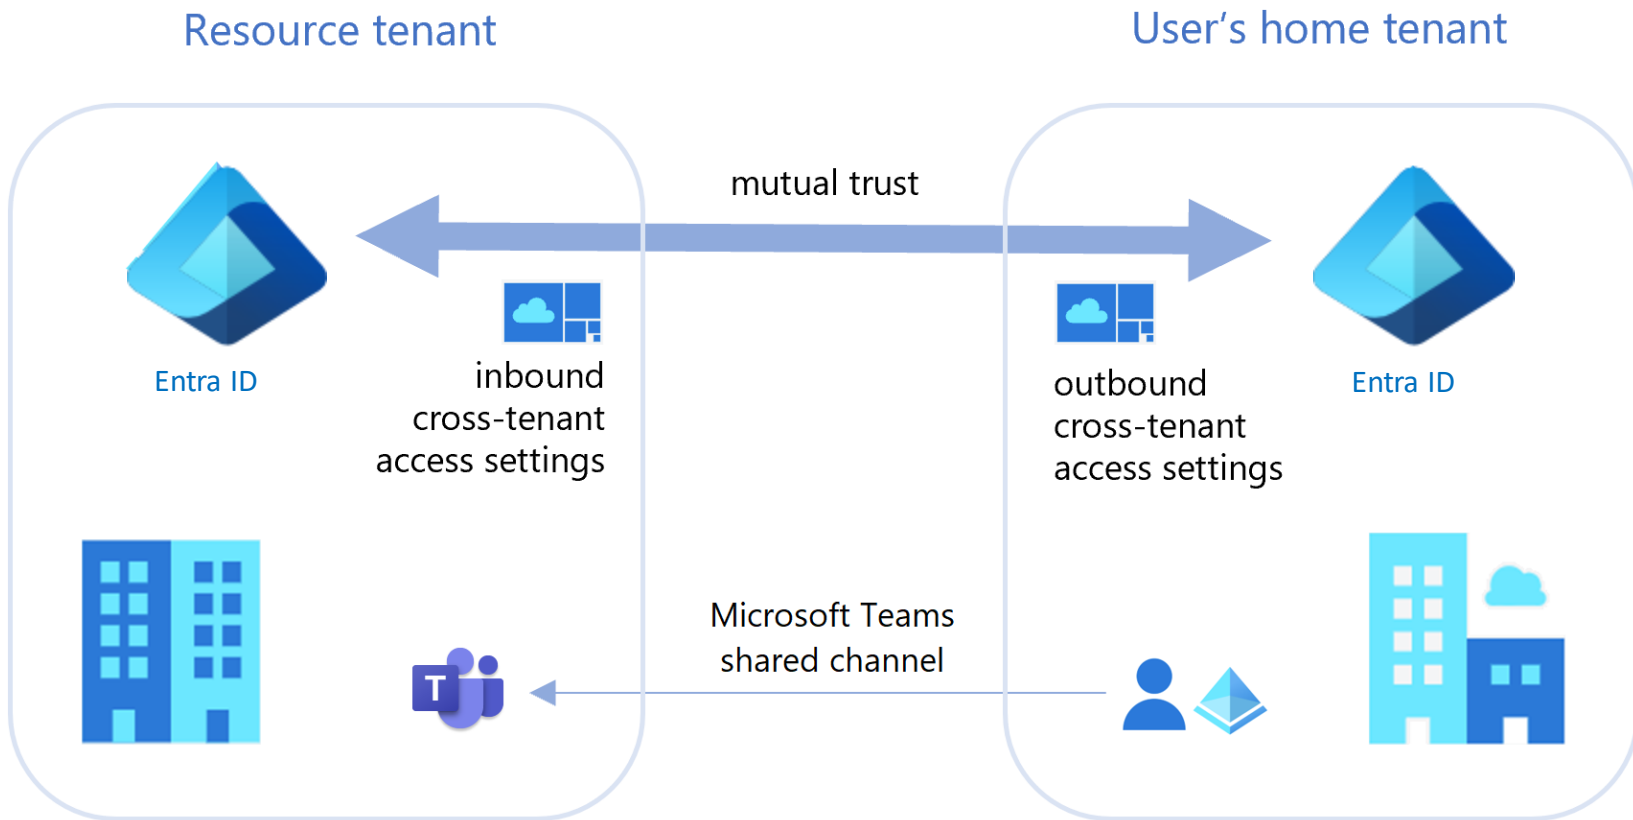 Resource tenant
User's home tenant
mutual trust
Entra ID
inbound
cross-tenant
access settings
outbound
cross-tenant
access settings
Entra ID
Microsoft Teams
shared channel
T